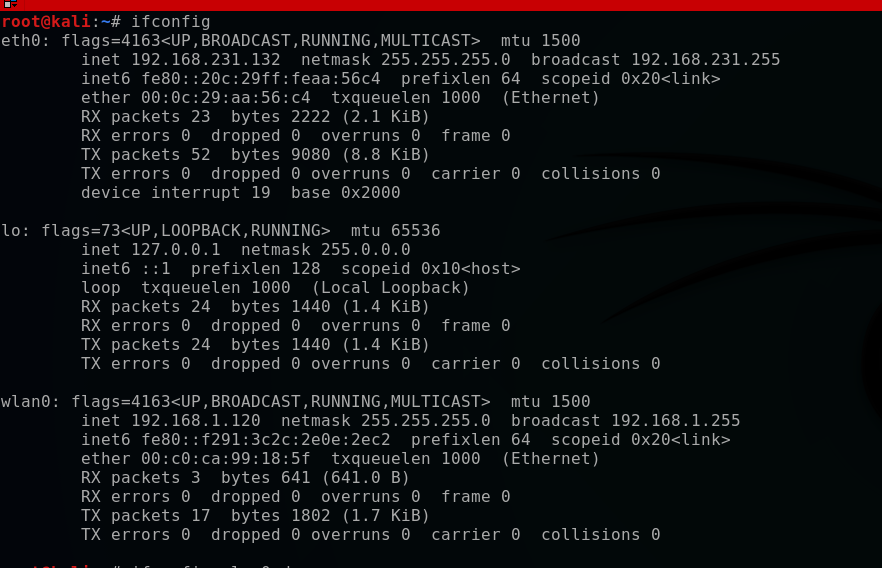 root@kali:~# ifconfig
eth0: flags=4163<UP,BROADCAST,RUNNING,MULTICAST>  mtu 1500
        inet 192.168.231.132  netmask 255.255.255.0  broadcast 192.168.231.255
        inet6 fe80::20c:29ff:feaa:56c4  prefixlen 64  scopeid 0x20<link>
        ether 00:0c:29:aa:56:c4  txqueuelen 1000  (Ethernet)
        RX packets 23  bytes 2222 (2.1 KiB)
        RX errors 0  dropped 0  overruns 0  frame 0
        TX packets 52  bytes 9080 (8.8 KiB)
        TX errors 0  dropped 0 overruns 0  carrier 0  collisions 0
        device interrupt 19  base 0x2000
lo: flags=73<UP,LOOPBACK,RUNNING>  mtu 65536
        inet 127.0.0.1  netmask 255.0.0.0
        inet6 ::1  prefixlen 128  scopeid 0x10<host>
        loop  txqueuelen 1000  (Local Loopback)
        RX packets 24  bytes 1440 (1.4 KiB)
        RX errors 0  dropped 0  overruns 0  frame 0
        TX packets 24  bytes 1440 (1.4 KiB)
        TX errors 0  dropped 0 overruns 0  carrier 0  collisions 0
wlan0: flags=4163<UP,BROADCAST,RUNNING,MULTICAST>  mtu 1500
        inet 192.168.1.120  netmask 255.255.255.0  broadcast 192.168.1.255
        inet6 fe80::f291:3c2c:2e0e:2ec2  prefixlen 64  scopeid 0x20<link>
        ether 00:c0:ca:99:18:5f  txqueuelen 1000  (Ethernet)
        RX packets 3  bytes 641 (641.0 B)
        RX errors 0  dropped 0  overruns 0  frame 0
        TX packets 17  bytes 1802 (1.7 KiB)
        TX errors 0  dropped 0 overruns 0  carrier 0  collisions 0